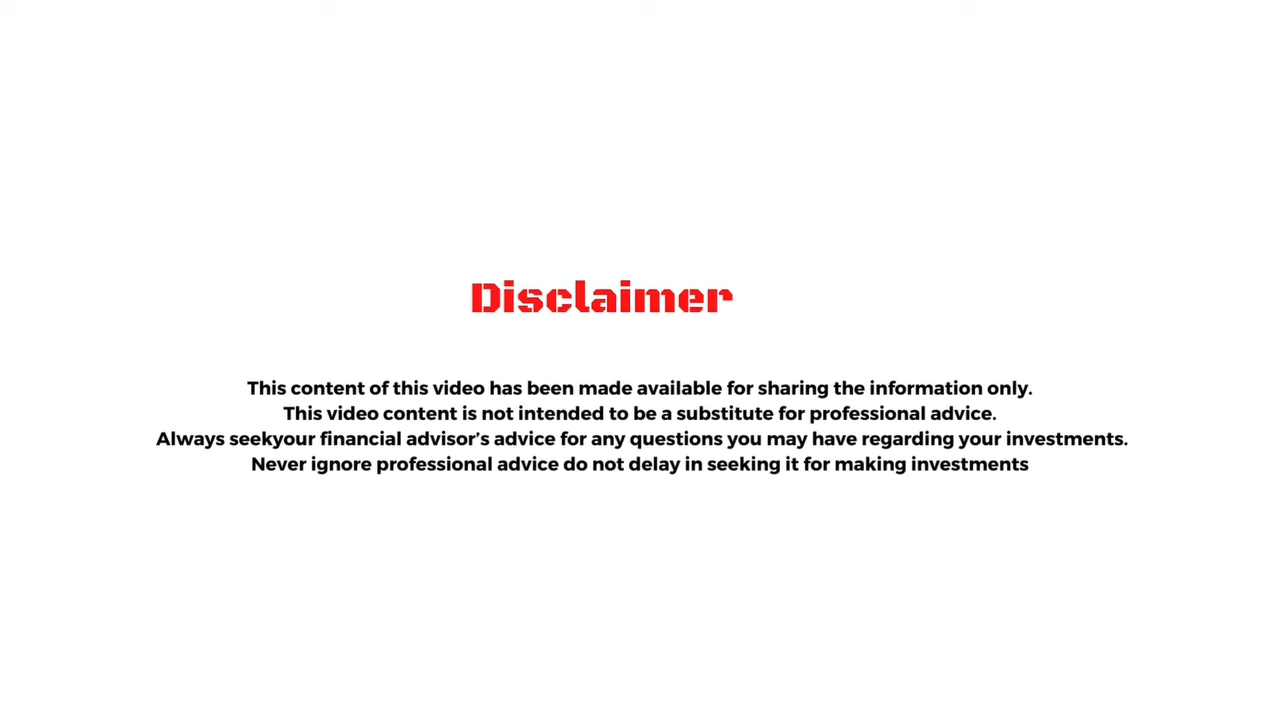 Disclaimer
This content of this video has been made available for sharing the information only.
This video content is not intended to be a substitute for professional advice.
Always seekyour financial advisor’s advice for any questions you may have regarding your investments.
Never ignore professional advice do not delay in seeking it for making investments